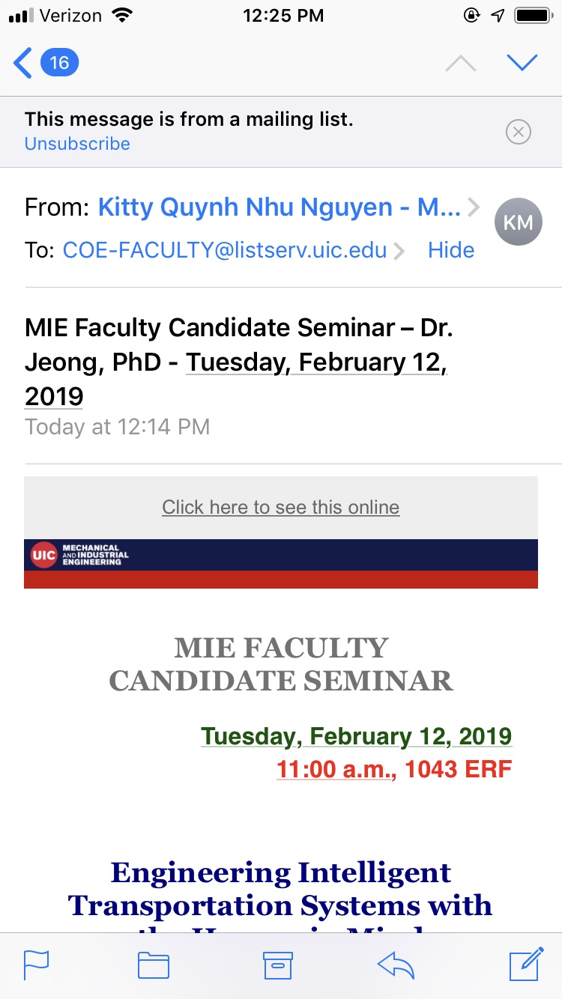 Verizon 12:25 PM
16
This message is from a mailing list.
Unsubscribe
From: Kitty Quynh Nhu Nguyen - M...
KM
To: COE-FACULTY@listserv.uic.edu Hide
MIE Faculty Candidate Seminar – Dr.
Jeong, PhD - Tuesday, February 12,
2019
Today at 12:14 PM
Click here to see this online
UIC MECHANICAL
AND INDUSTRIAL
ENGINEERING
MIE FACULTY
CANDIDATE SEMINAR
Tuesday, February 12, 2019
11:00 a.m., 1043 ERF
Engineering Intelligent
Transportation Systems with